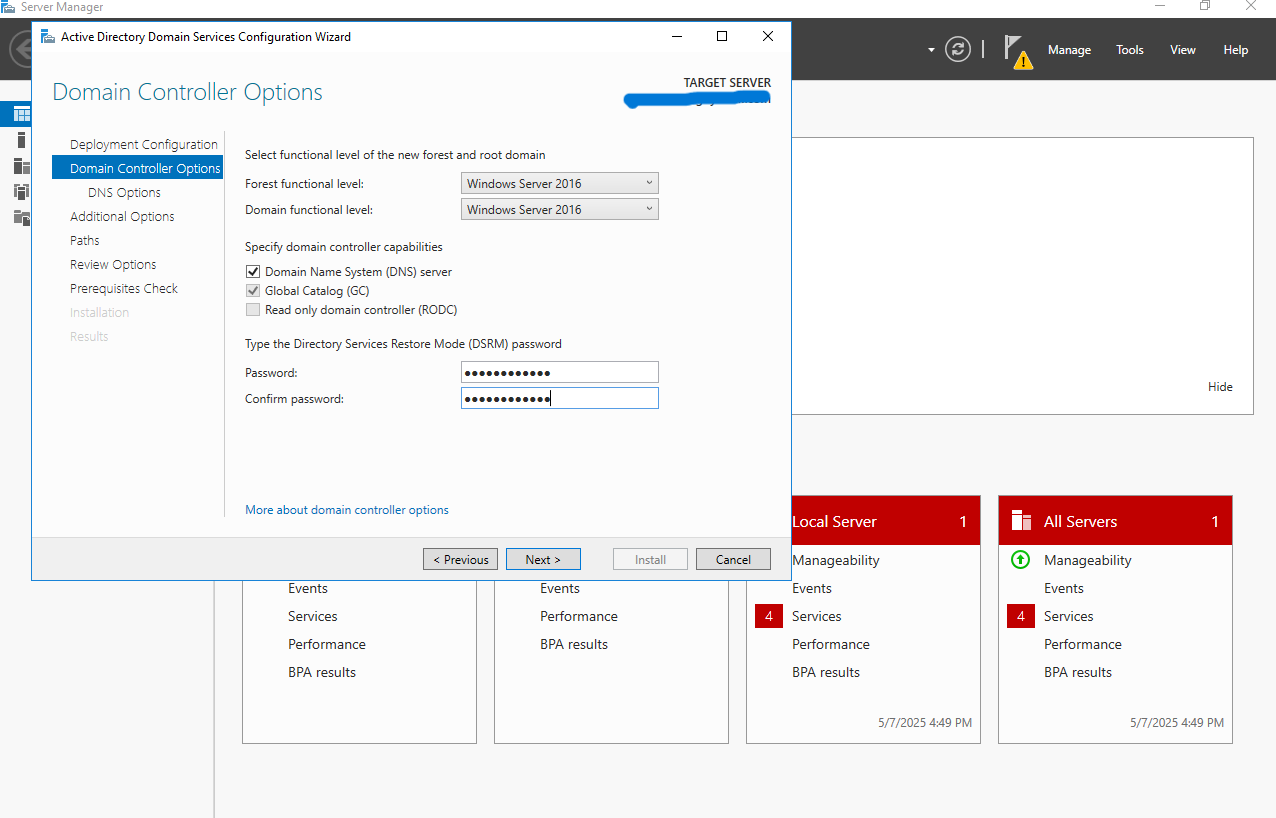 Server Manager
Manage Tools View Help
Active Directory Domain Services Configuration Wizard
Domain Controller Options
TARGET SERVER
Deployment Configuration
Domain Controller Options
DNS Options
Additional Options
Paths
Review Options
Prerequisites Check
Installation
Results
Select functional level of the new forest and root domain
Forest functional level: Windows Server 2016
Domain functional level: Windows Server 2016
Specify domain controller capabilities
Domain Name System (DNS) server
Global Catalog (GC)
Read only domain controller (RODC)
Type the Directory Services Restore Mode (DSRM) password
Password: ●●●●●●●●●●●●
Confirm password: ●●●●●●●●●●●●
More about domain controller options
< Previous Next > Install Cancel
Hide
Events
Services
Performance
BPA results
Events
Performance
BPA results
Local Server 1
Manageability
Events
4 Services
Performance
BPA results
5/7/2025 4:49 PM
All Servers 1
Manageability
Events
4 Services
Performance
BPA results
5/7/2025 4:49 PM